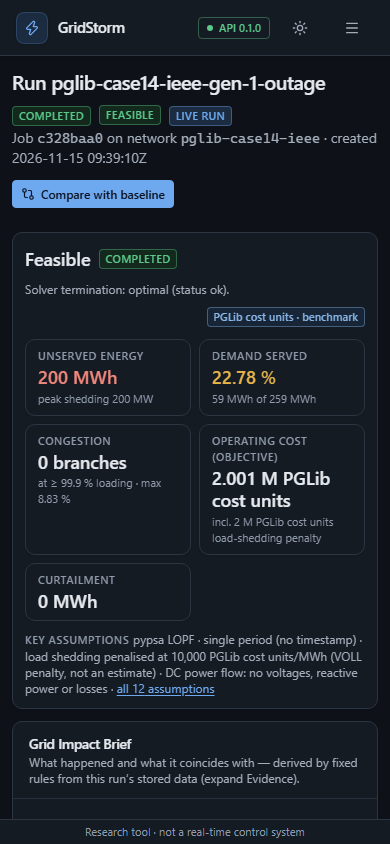 GridStorm
API 0.1.0
Run pglib-case14-ieee-gen-1-outage
COMPLETED FEASIBLE LIVE RUN
Job c328baa0 on network pglib-case14-ieee · created
2026-11-15 09:39:10Z
Compare with baseline
Feasible COMPLETED
Solver termination: optimal (status ok).
PGLib cost units · benchmark
UNSERVED ENERGY
200 MWh
peak shedding 200 MW
DEMAND SERVED
22.78 %
59 MWh of 259 MWh
CONGESTION
0 branches
at ≥ 99.9 % loading · max
8.83 %
OPERATING COST
(OBJECTIVE)
2.001 M PGLib
cost units
incl. 2 M PGLib cost units
load-shedding penalty
CURTAILMENT
0 MWh
KEY ASSUMPTIONS pypsa LOPF · single period (no timestamp) ·
load shedding penalised at 10,000 PGLib cost units/MWh (VOLL
penalty, not an estimate) · DC power flow: no voltages, reactive
power or losses · all 12 assumptions
Grid Impact Brief
What happened and what it coincides with — derived by fixed
rules from this run's stored data (expand Evidence).
Research tool · not a real-time control system